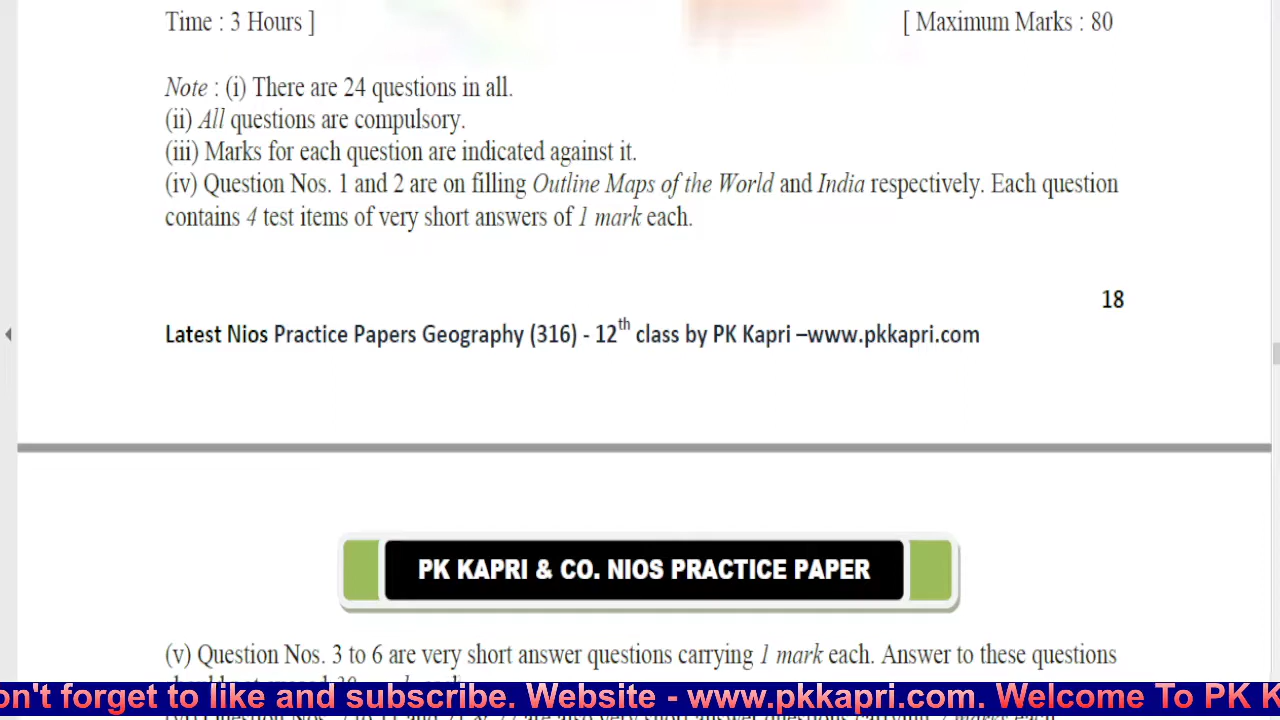 Time : 3 Hours ]
[ Maximum Marks : 80
Note : (i) There are 24 questions in all.
(ii) All questions are compulsory.
(iii) Marks for each question are indicated against it.
(iv) Question Nos. 1 and 2 are on filling Outline Maps of the World and India respectively. Each question
contains 4 test items of very short answers of 1 mark each.
18
Latest Nios Practice Papers Geography (316) - 12th class by PK Kapri –www.pkkapri.com
PK KAPRI & CO. NIOS PRACTICE PAPER
(v) Question Nos. 3 to 6 are very short answer questions carrying 1 mark each. Answer to these questions
on't forget to like and subscribe. Website - www.pkkapri.com. Welcome To PK K